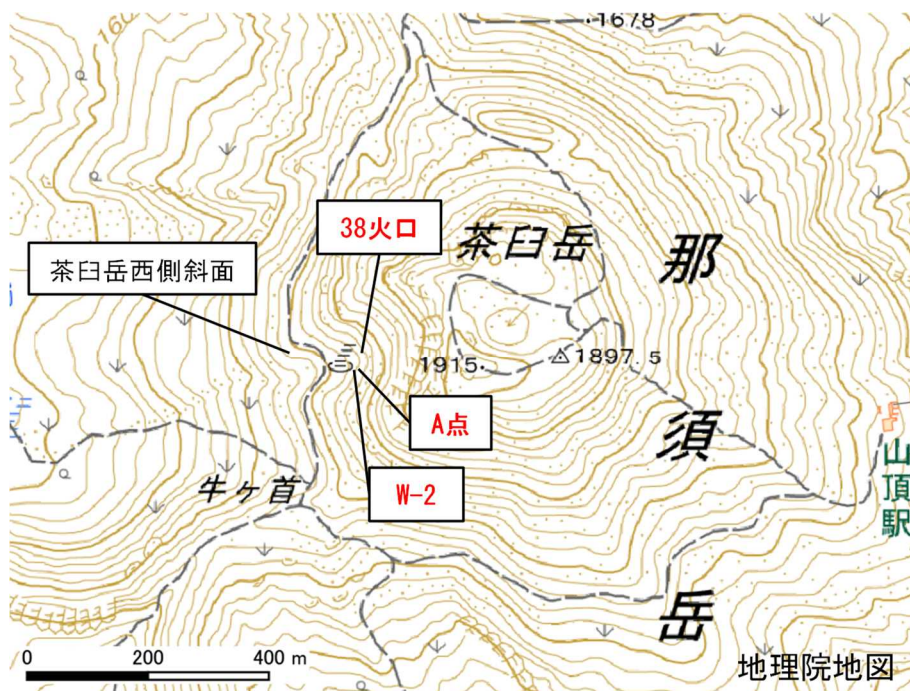 ・1678
38火口
茶臼岳
那須岳
茶臼岳西側斜面
1915・
1897.5
A点
W-2
牛ヶ首
山頂駅
0 200 400 m
地理院地図